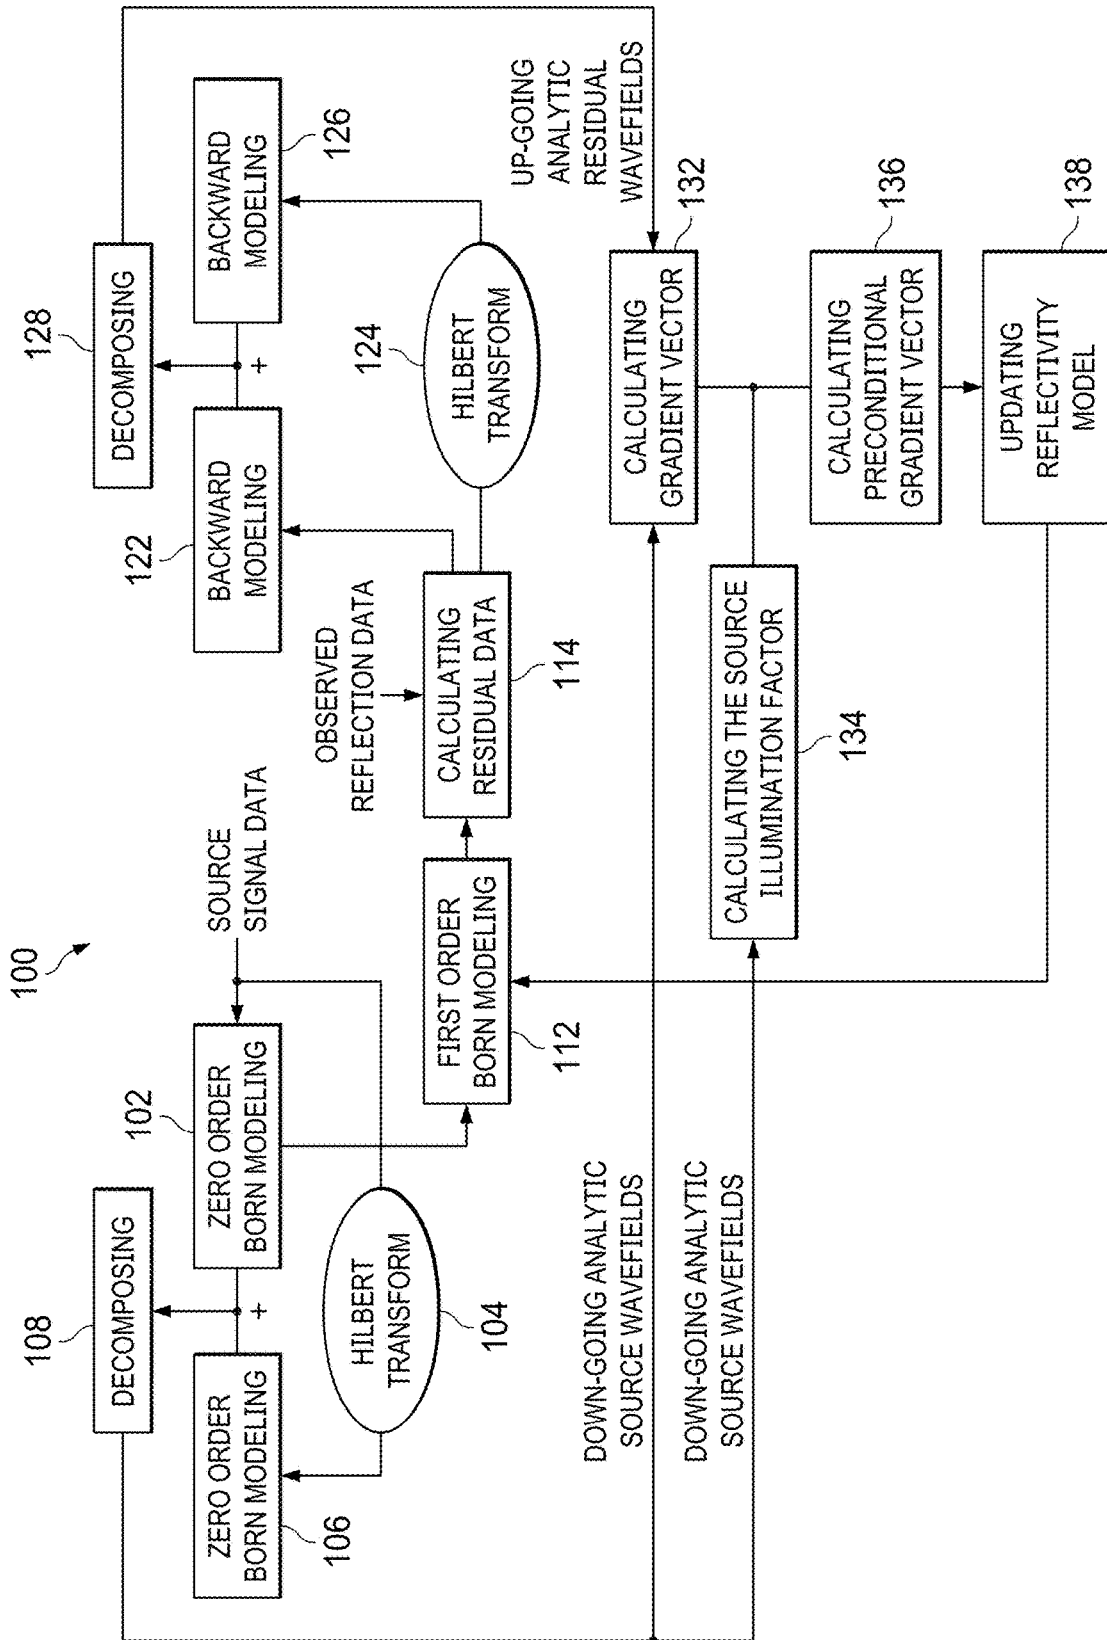 100
108
DECOMPOSING
102
ZERO ORDER
BORN MODELING
ZERO ORDER
BORN MODELING
106
+
SOURCE
SIGNAL DATA
HILBERT
TRANSFORM
104
FIRST ORDER
BORN MODELING
112
OBSERVED
REFLECTION DATA
CALCULATING
RESIDUAL DATA
114
128
DECOMPOSING
BACKWARD
MODELING
122
+
BACKWARD
MODELING
126
124
HILBERT
TRANSFORM
UP-GOING
ANALYTIC
RESIDUAL
WAVEFIELDS
DOWN-GOING ANALYTIC
SOURCE WAVEFIELDS
DOWN-GOING ANALYTIC
SOURCE WAVEFIELDS
CALCULATING
GRADIENT VECTOR
132
CALCULATING THE SOURCE
ILLUMINATION FACTOR
134
CALCULATING
PRECONDITIONAL
GRADIENT VECTOR
136
UPDATING
REFLECTIVITY
MODEL
138